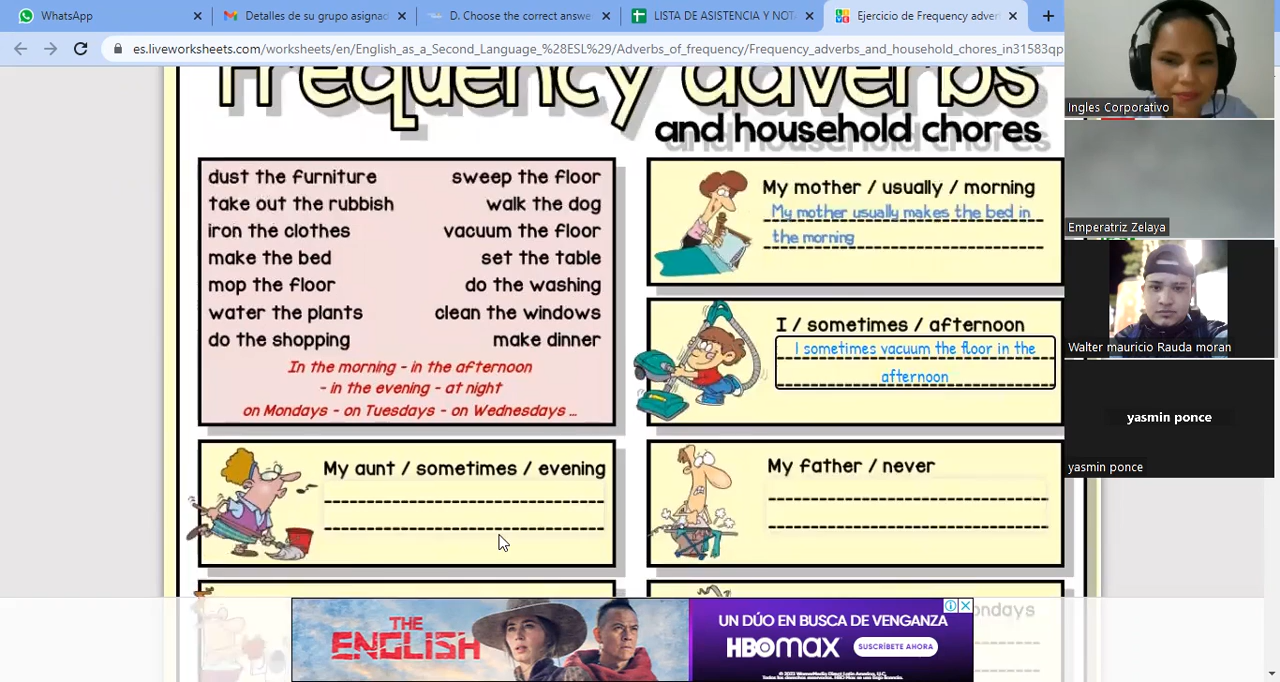 WhatsApp
Detalles de su grupo asignad
D. Choose the correct answe
LISTA DE ASISTENCIA Y NOT
Ejercicio de Frequency adver
es.liveworksheets.com/worksheets/en/English_as_a_Second_Language_%28ESL%29/Adverbs_of_frequency/Frequency_adverbs_and_household_chores_in31583qp
Frequency adverbs
and household chores
dust the furniture
take out the rubbish
iron the clothes
make the bed
mop the floor
water the plants
do the shopping
sweep the floor
walk the dog
vacuum the floor
set the table
do the washing
clean the windows
make dinner
In the morning - in the afternoon
- in the evening - at night
on Mondays - on Tuesdays - on Wednesdays ...
My mother / usually / morning
My mother usually makes the bed in
the morning
I / sometimes / afternoon
I sometimes vacuum the floor in the
afternoon
My aunt / sometimes / evening
My father / never
ondays
THE
ENGLISH
UN DÚO EN BUSCA DE VENGANZA
HBOMAX
SUSCRÍBETE AHORA
Ingles Corporativo
Emperatriz Zelaya
Walter mauricio Rauda moran
yasmin ponce
yasmin ponce